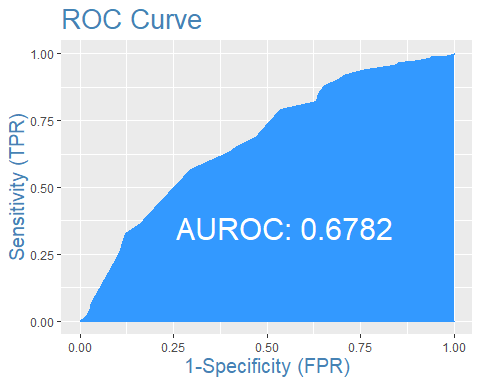 ROC Curve
Sensitivity (TPR)
1.00
0.75
0.50
0.25
0.00
AUROC: 0.6782
0.00 0.25 0.50 0.75 1.00
1-Specificity (FPR)